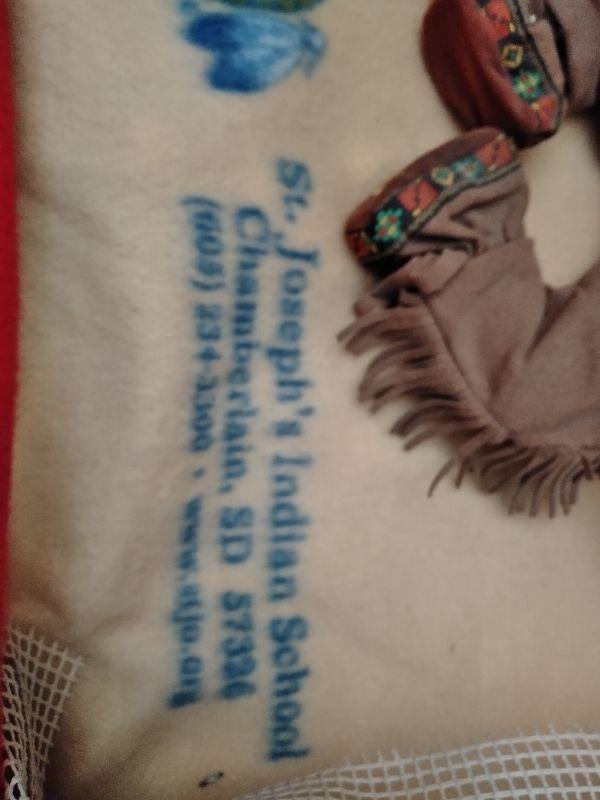 St. Joseph's Indian School
Chamberlain, SD 57326
(605) 234-3300 • www.stjo.org